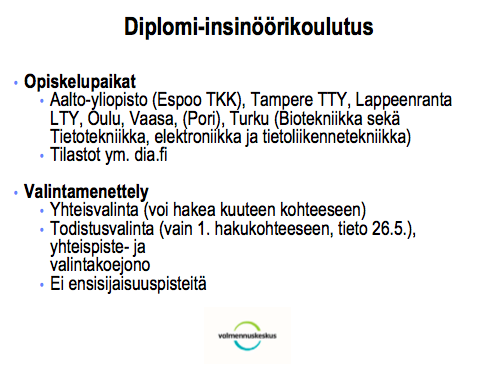 Diplomi-insinöörikoulutus
• Opiskelupaikat
• Aalto-yliopisto (Espoo TKK), Tampere TTY, Lappeenranta
LTY, Oulu, Vaasa, (Pori), Turku (Biotekniikka sekä
Tietotekniikka, elektroniikka ja tietoliikennetekniikka)
• Tilastot ym. dia.fi
• Valintamenettely
• Yhteisvalinta (voi hakea kuuteen kohteeseen)
• Todistusvalinta (vain 1. hakukohteeseen, tieto 26.5.),
yhteispiste- ja
valintakoejono
• Ei ensisijaisuuspisteitä
valmennuskeskus